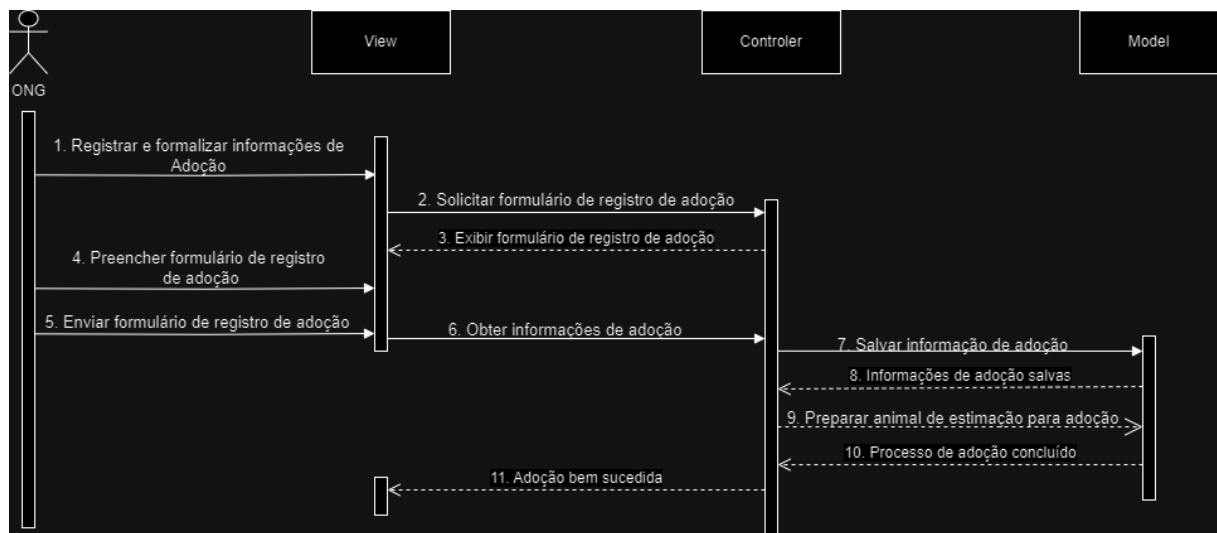 View
Controler
Model
ONG
1. Registrar e formalizar informações de
Adoção
2. Solicitar formulário de registro de adoção
3. Exibir formulário de registro de adoção
4. Preencher formulário de registro
de adoção
5. Enviar formulário de registro de adoção
6. Obter informações de adoção
7. Salvar informação de adoção
8. Informações de adoção salvas
9. Preparar animal de estimação para adoção
10. Processo de adoção concluído
11. Adoção bem sucedida